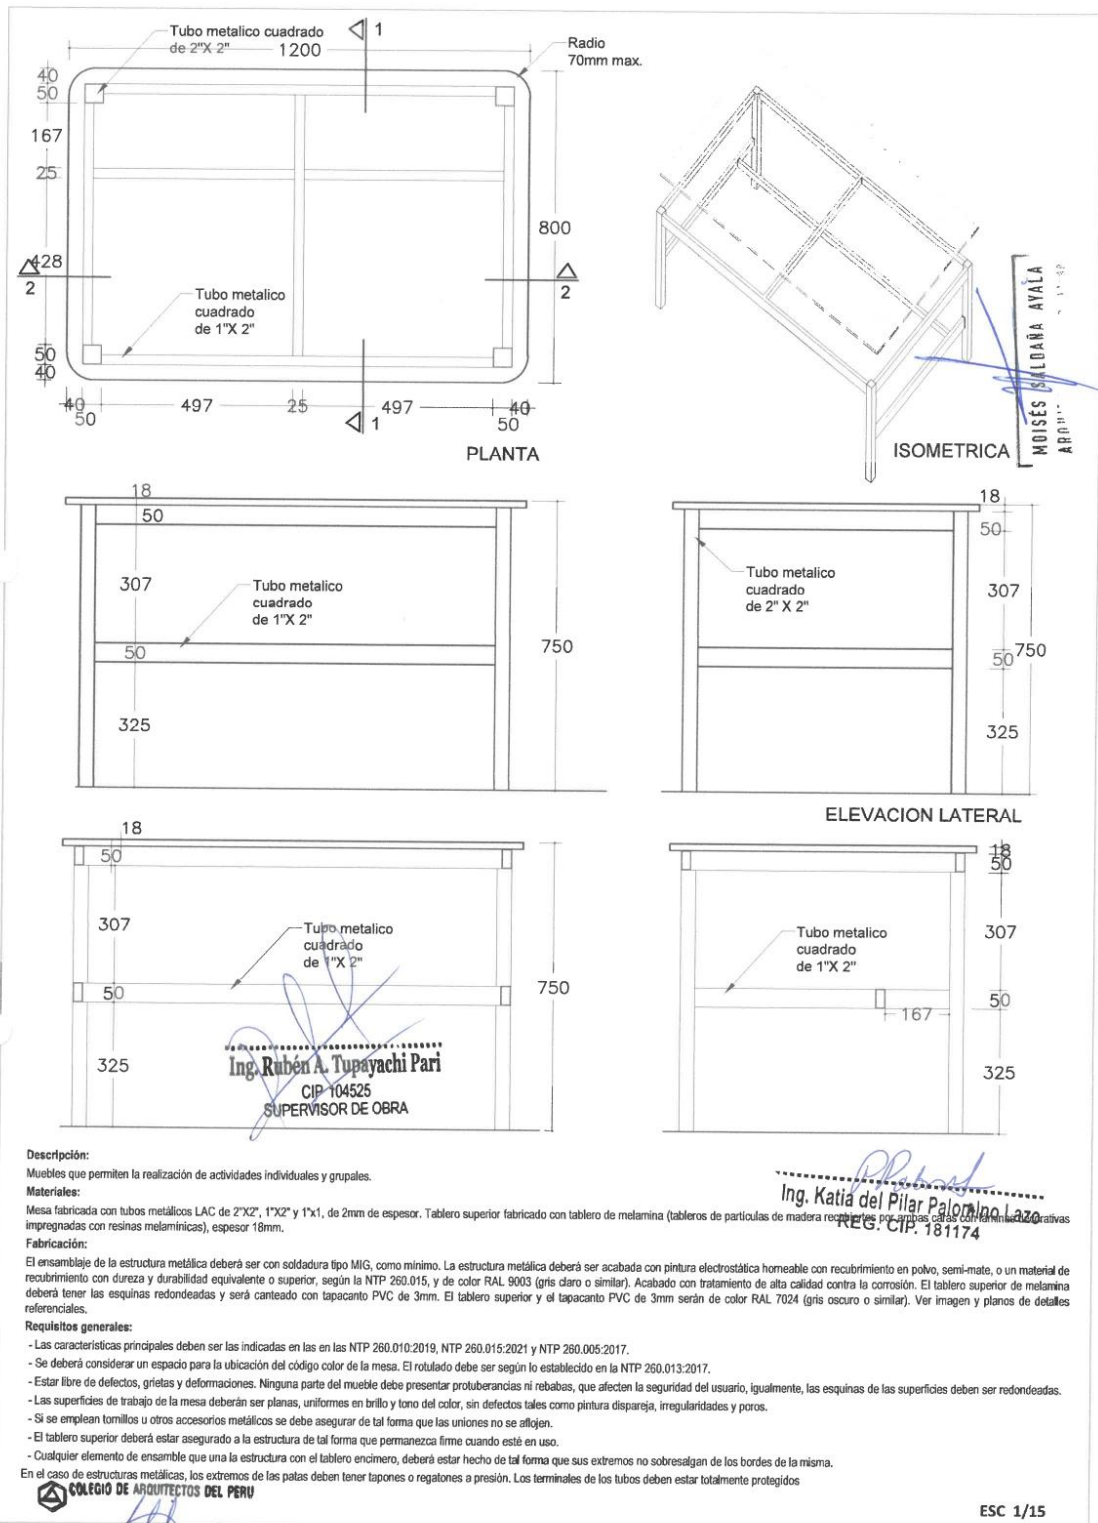 Tubo metalico cuadrado
de 2"X 2"
1
1200
Radio
70mm max.
40
50
167
25
800
428
2
2
Tubo metalico
cuadrado
de 1"X 2"
50
40
40
50
497
25
497
40
50
1
PLANTA
ISOMETRICA
MOISÉS SALDAÑA AYALA
18
50
307
Tubo metalico
cuadrado
de 1"X 2"
50
325
750
18
50
Tubo metalico
cuadrado
de 2" X 2"
307
50
750
325
ELEVACION LATERAL
18
50
307
Tubo metalico
cuadrado
de 1"X 2"
50
750
325
Ing. Rubén A. Tupayachi Pari
CIP 104525
SUPERVISOR DE OBRA
18
50
Tubo metalico
cuadrado
de 1"X 2"
307
50
167
325
Descripción:
Muebles que permiten la realización de actividades individuales y grupales.
Ing. Katia del Pilar Palomino Lazo
REG. CIP. 181174
Materiales:
Mesa fabricada con tubos metálicos LAC de 2"X2", 1"X2" y 1"x1, de 2mm de espesor. Tablero superior fabricado con tablero de melamina (tableros de partículas de madera recubiertos por ambas caras con láminas decorativas
impregnadas con resinas melamínicas), espesor 18mm.
Fabricación:
El ensamblaje de la estructura metálica deberá ser con soldadura tipo MIG, como mínimo. La estructura metálica deberá ser acabada con pintura electrostática horneable con recubrimiento en polvo, semi-mate, o un material de
recubrimiento con dureza y durabilidad equivalente o superior, según la NTP 260.015, y de color RAL 9003 (gris claro o similar). Acabado con tratamiento de alta calidad contra la corrosión. El tablero superior de melamina
deberá tener las esquinas redondeadas y será canteado con tapacanto PVC de 3mm. El tablero superior y el tapacanto PVC de 3mm serán de color RAL 7024 (gris oscuro o similar). Ver imagen y planos de detalles
referenciales.
Requisitos generales:
- Las características principales deben ser las indicadas en las en las NTP 260.010:2019, NTP 260.015:2021 y NTP 260.005:2017.
- Se deberá considerar un espacio para la ubicación del código color de la mesa. El rotulado debe ser según lo establecido en la NTP 260.013:2017.
- Estar libre de defectos, grietas y deformaciones. Ninguna parte del mueble debe presentar protuberancias ni rebabas, que afecten la seguridad del usuario, igualmente, las esquinas de las superficies deben ser redondeadas.
- Las superficies de trabajo de la mesa deberán ser planas, uniformes en brillo y tono del color, sin defectos tales como pintura dispareja, irregularidades y poros.
- Si se emplean tornillos u otros accesorios metálicos se debe asegurar de tal forma que las uniones no se aflojen.
- El tablero superior deberá estar asegurado a la estructura de tal forma que permanezca firme cuando esté en uso.
- Cualquier elemento de ensamble que una la estructura con el tablero encimero, deberá estar hecho de tal forma que sus extremos no sobresalgan de los bordes de la misma.
En el caso de estructuras metálicas, los extremos de las patas deben tener tapones o regatones a presión. Los terminales de los tubos deben estar totalmente protegidos
COLEGIO DE ARQUITECTOS DEL PERU
ESC 1/15